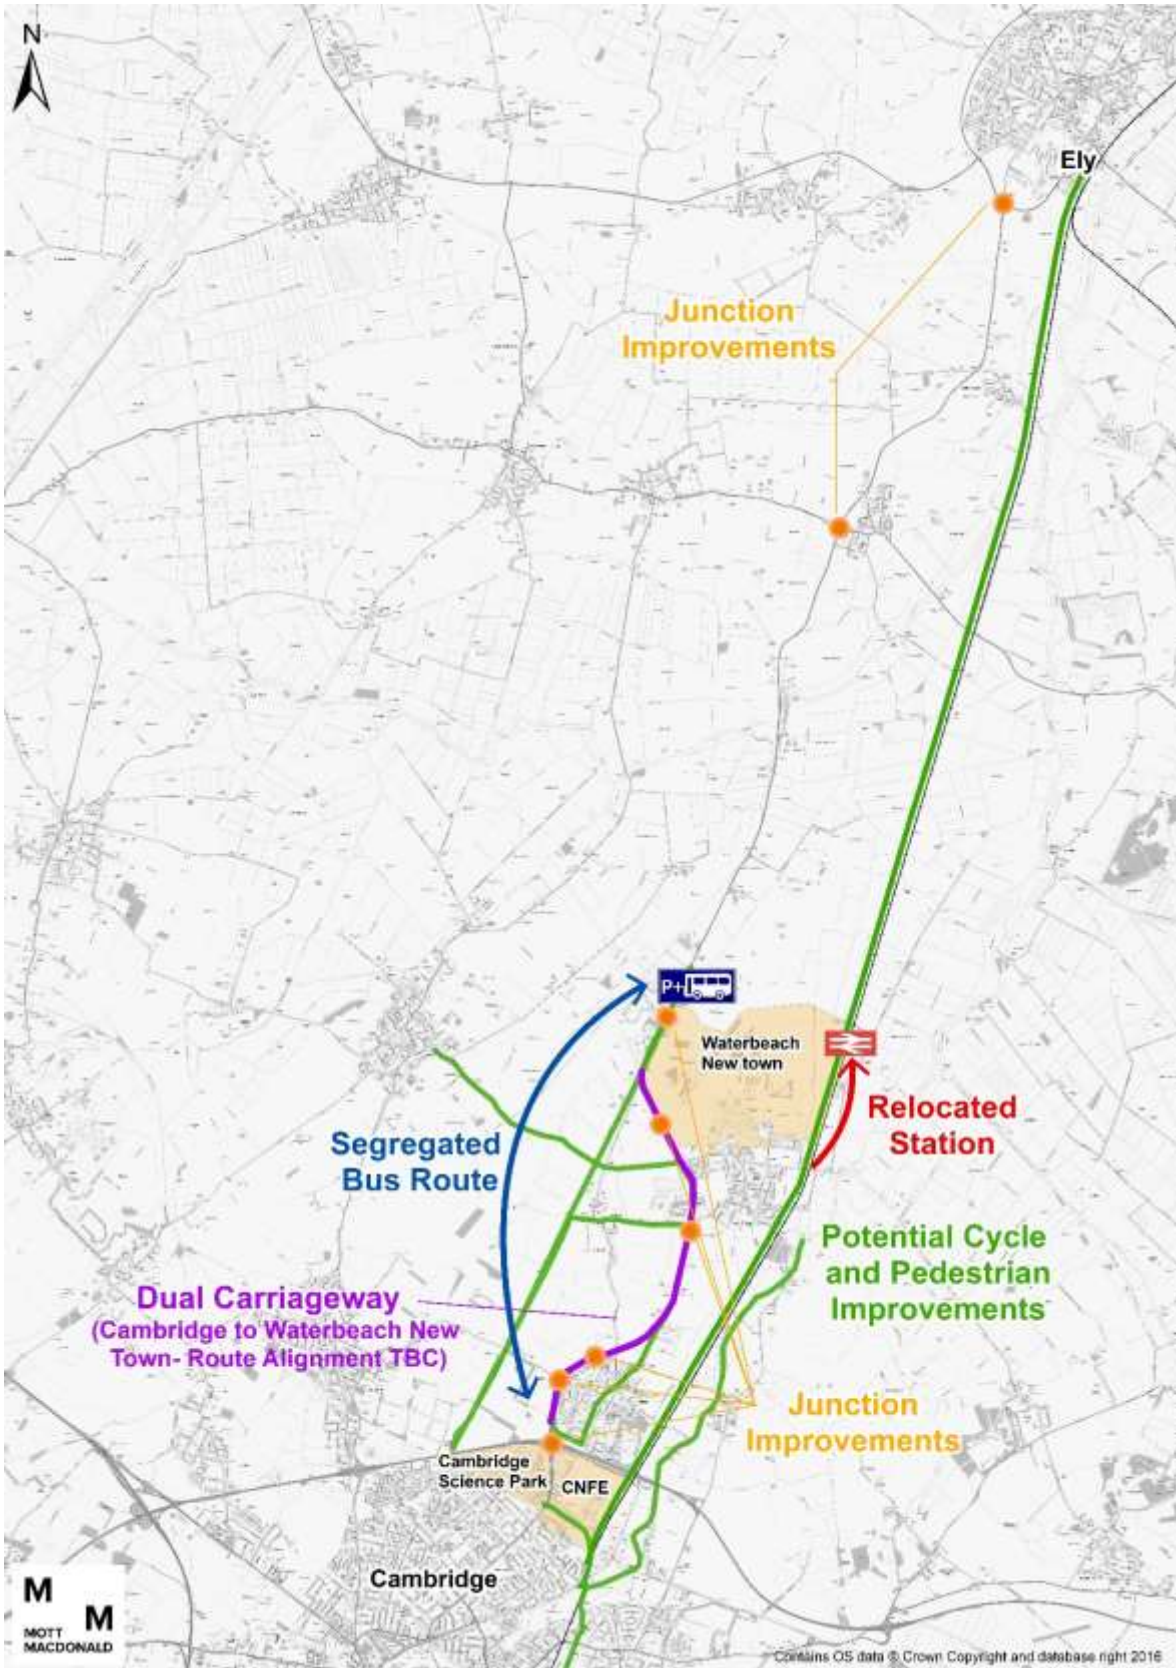 N
Ely
Junction
Improvements
P+
Waterbeach
New town
Relocated
Station
Segregated
Bus Route
Potential Cycle
and Pedestrian
Improvements
Dual Carriageway
(Cambridge to Waterbeach New
Town- Route Alignment TBC)
Junction
Improvements
Cambridge
Science Park
CNFE
Cambridge
M
M
MOTT
MACDONALD
Contains OS data © Crown Copyright and database right 2016